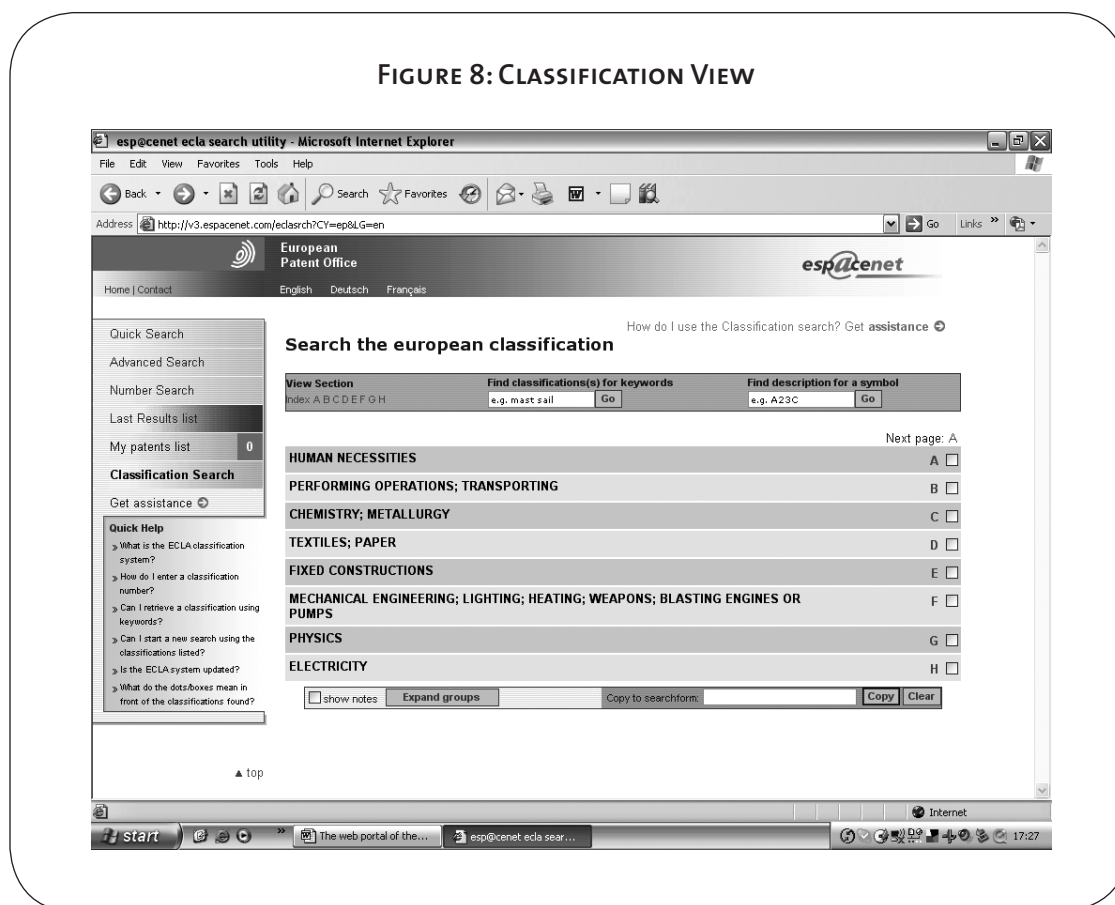 FIGURE 8: CLASSIFICATION VIEW
esp@cenet ecla search utility - Microsoft Internet Explorer
File Edit View Favorites Tools Help
Back Search Favorites
Address http://v3.espacenet.com/eclasrch?CY=ep&LG=en Go Links »
European
Patent Office
esp@cenet
Home | Contact English Deutsch Français
Quick Search
Advanced Search
Number Search
Last Results list
My patents list 0
Classification Search
Get assistance
Quick Help
» What is the ECLA classification
system?
» How do I enter a classification
number?
» Can I retrieve a classification using
keywords?
» Can I start a new search using the
classifications listed?
» Is the ECLA system updated?
» What do the dots/boxes mean in
front of the classifications found?
▲ top
How do I use the Classification search? Get assistance
Search the european classification
View Section Find classifications(s) for keywords Find description for a symbol
Index A B C D E F G H e.g. mast sail Go e.g. A23C Go
Next page: A
HUMAN NECESSITIES A
PERFORMING OPERATIONS; TRANSPORTING B
CHEMISTRY; METALLURGY C
TEXTILES; PAPER D
FIXED CONSTRUCTIONS E
MECHANICAL ENGINEERING; LIGHTING; HEATING; WEAPONS; BLASTING ENGINES OR F
PUMPS
PHYSICS G
ELECTRICITY H
show notes Expand groups Copy to searchform: Copy Clear
Internet
start » The web portal of the... esp@cenet ecla sear... 17:27